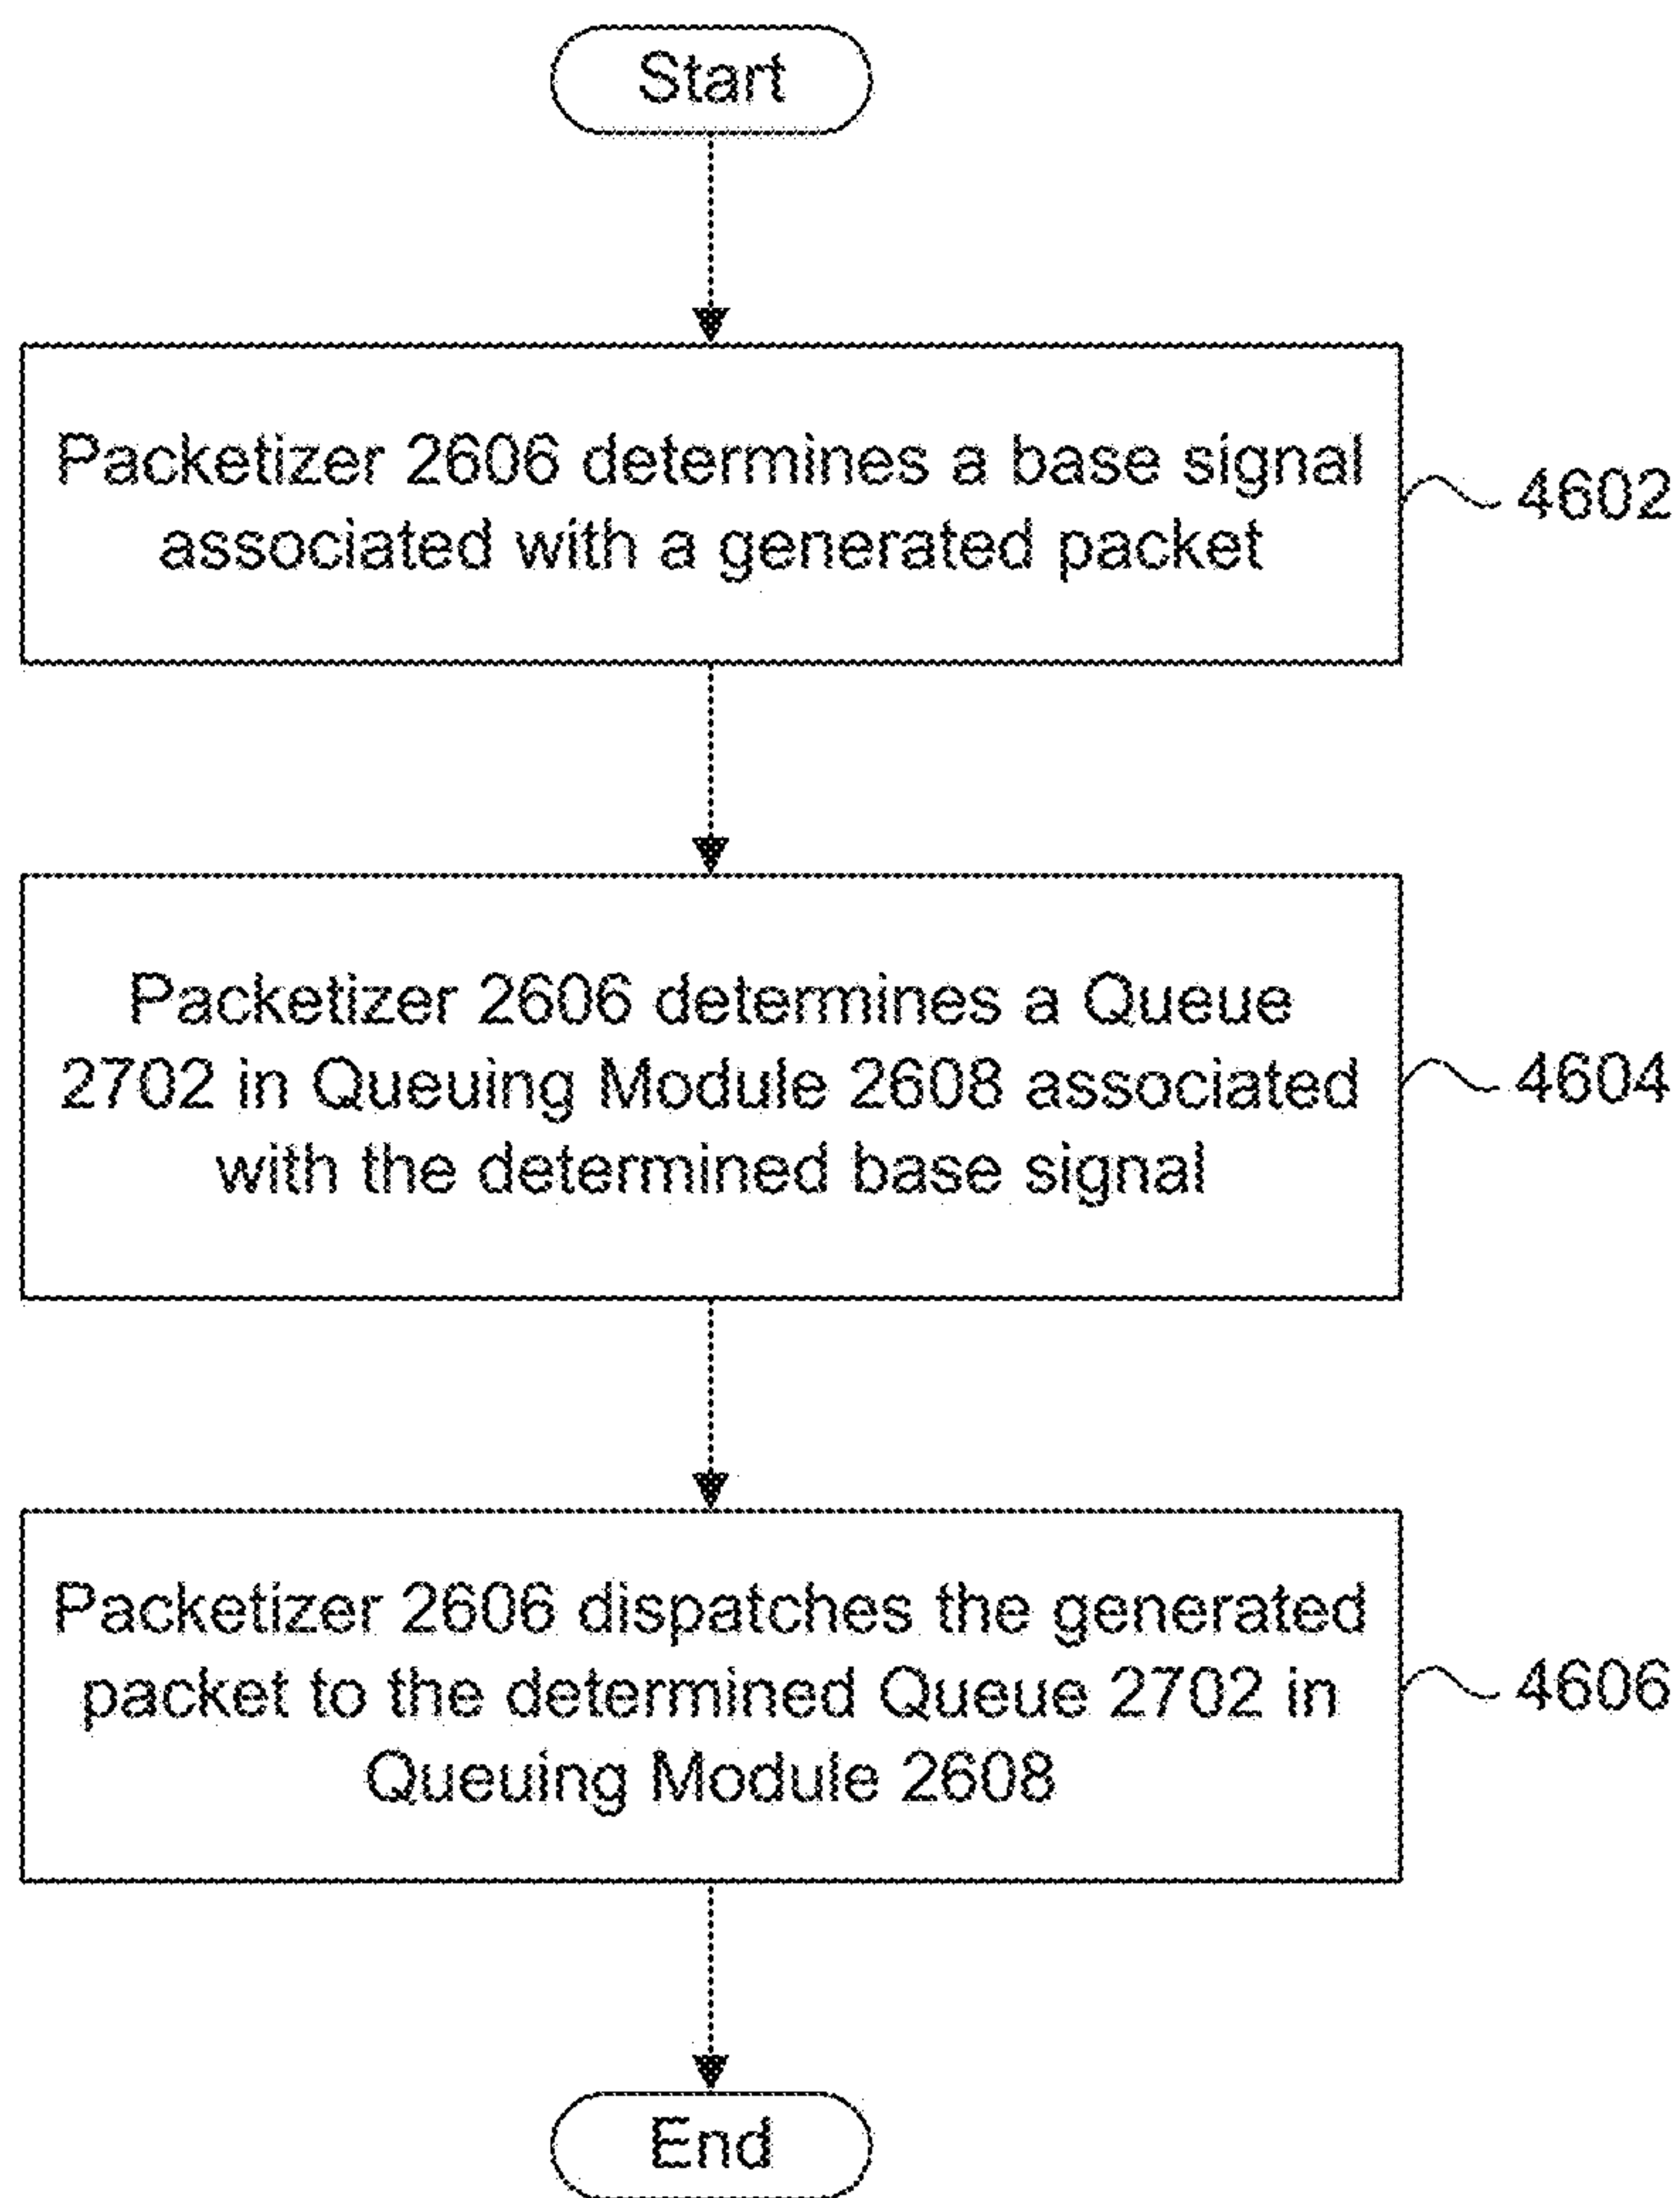 Start
Packetizer 2606 determines a base signal
associated with a generated packet
4602
Packetizer 2606 determines a Queue
2702 in Queuing Module 2608 associated
with the determined base signal
4604
Packetizer 2606 dispatches the generated
packet to the determined Queue 2702 in
Queuing Module 2608
4606
End